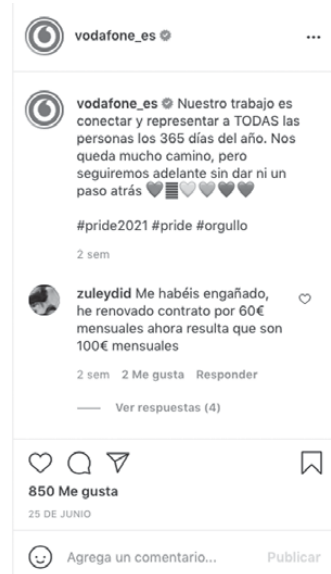 vodafone_es
vodafone_es Nuestro trabajo es
conectar y representar a TODAS las
personas los 365 días del año. Nos
queda mucho camino, pero
seguiremos adelante sin dar ni un
paso atrás
#pride2021 #pride #orgullo
2 sem
zuleydid Me habéis engañado,
he renovado contrato por 60€
mensuales ahora resulta que son
100€ mensuales
2 sem 2 Me gusta Responder
Ver respuestas (4)
850 Me gusta
25 DE JUNIO
Agrega un comentario... Publicar